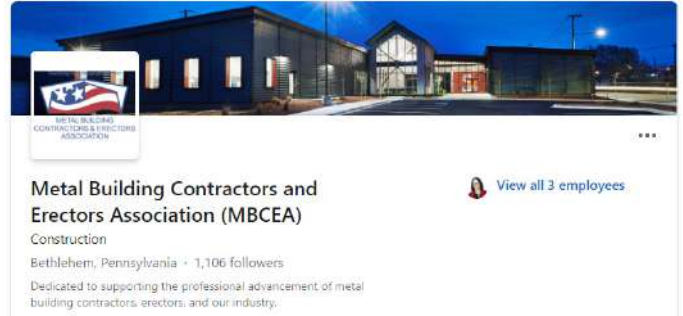 METAL BUILDING
CONTRACTORS & ERECTORS
ASSOCIATION
Metal Building Contractors and
Erectors Association (MBCEA)
View all 3 employees
Construction
Bethlehem, Pennsylvania · 1,106 followers
Dedicated to supporting the professional advancement of metal
building contractors, erectors, and our industry.